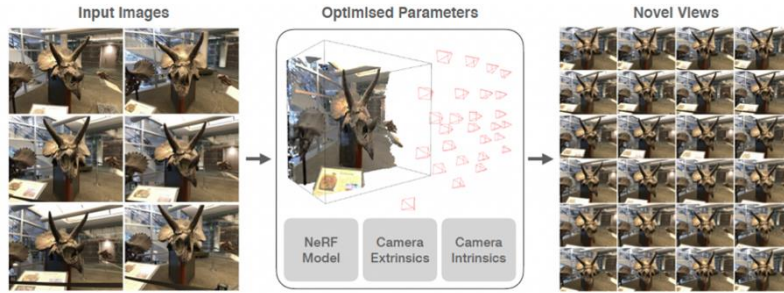 Input Images
Optimised Parameters
Novel Views
NeRF
Model
Camera
Extrinsics
Camera
Intrinsics